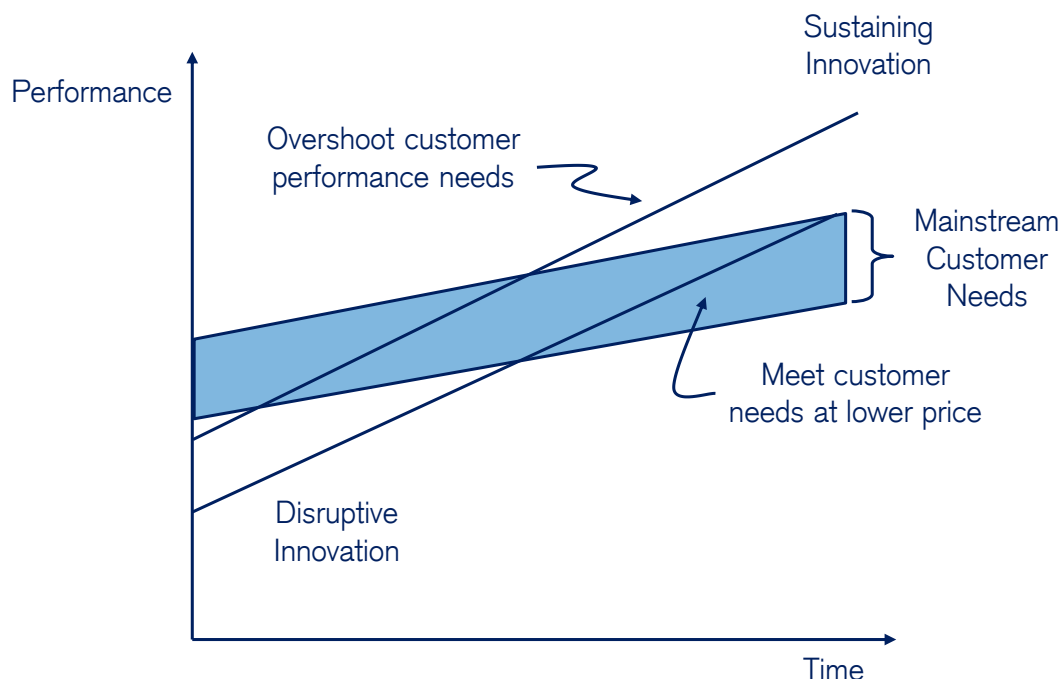 Sustaining
Innovation
Performance
Overshoot customer
performance needs
Mainstream
Customer
Needs
Meet customer
needs at lower price
Disruptive
Innovation
Time